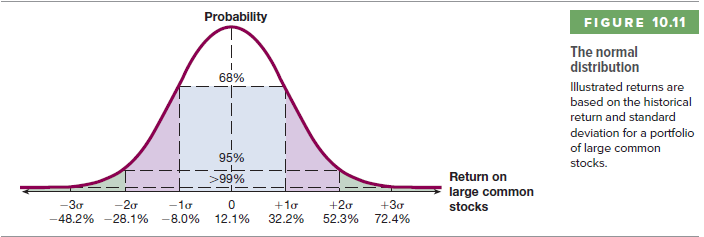 Probability
68%
95%
>99%
−3σ −2σ −1σ 0 +1σ +2σ +3σ
−48.2% −28.1% −8.0% 12.1% 32.2% 52.3% 72.4%
Return on
large common
stocks
FIGURE 10.11
The normal
distribution
Illustrated returns are
based on the historical
return and standard
deviation for a portfolio
of large common
stocks.